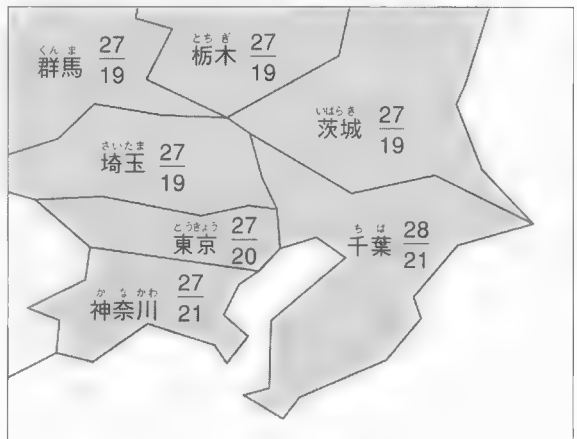 くんま
群馬 27/19
とちぎ
栃木 27/19
いばらき
茨城 27/19
さいたま
埼玉 27/19
とうきょう
東京 27/20
ちば
千葉 28/21
かながわ
神奈川 27/21